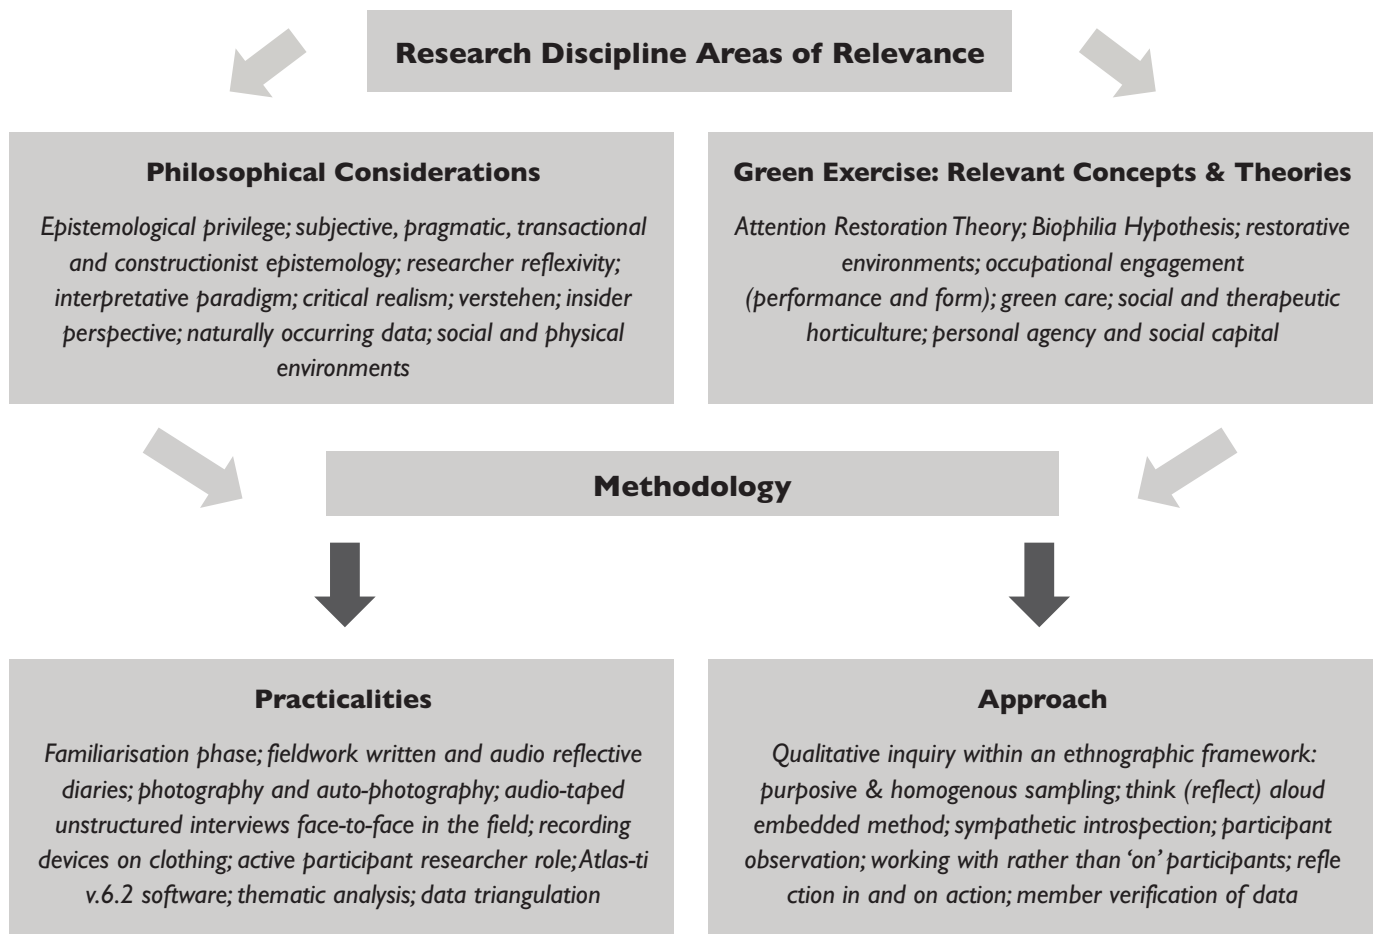 Research Discipline Areas of Relevance
Philosophical Considerations
Epistemological privilege; subjective, pragmatic, transactional
and constructionist epistemology; researcher reflexivity;
interpretative paradigm; critical realism; verstehen; insider
perspective; naturally occurring data; social and physical
environments
Green Exercise: Relevant Concepts & Theories
Attention Restoration Theory; Biophilia Hypothesis; restorative
environments; occupational engagement
(performance and form); green care; social and therapeutic
horticulture; personal agency and social capital
Methodology
Practicalities
Familiarisation phase; fieldwork written and audio reflective
diaries; photography and auto-photography; audio-taped
unstructured interviews face-to-face in the field; recording
devices on clothing; active participant researcher role; Atlas-ti
v.6.2 software; thematic analysis; data triangulation
Approach
Qualitative inquiry within an ethnographic framework:
purposive & homogenous sampling; think (reflect) aloud
embedded method; sympathetic introspection; participant
observation; working with rather than ‘on’ participants; refle
ction in and on action; member verification of data